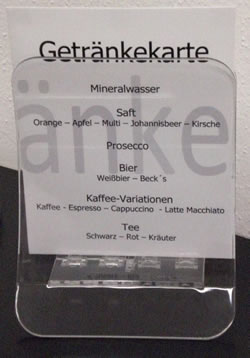 Getränkekarte
änke
Mineralwasser
Saft
Orange – Apfel – Multi – Johannisbeer – Kirsche
Prosecco
Bier
Weißbier – Beck´s
Kaffee-Variationen
Kaffee - Espresso – Cappuccino - Latte Macchiato
Tee
Schwarz – Rot – Kräuter